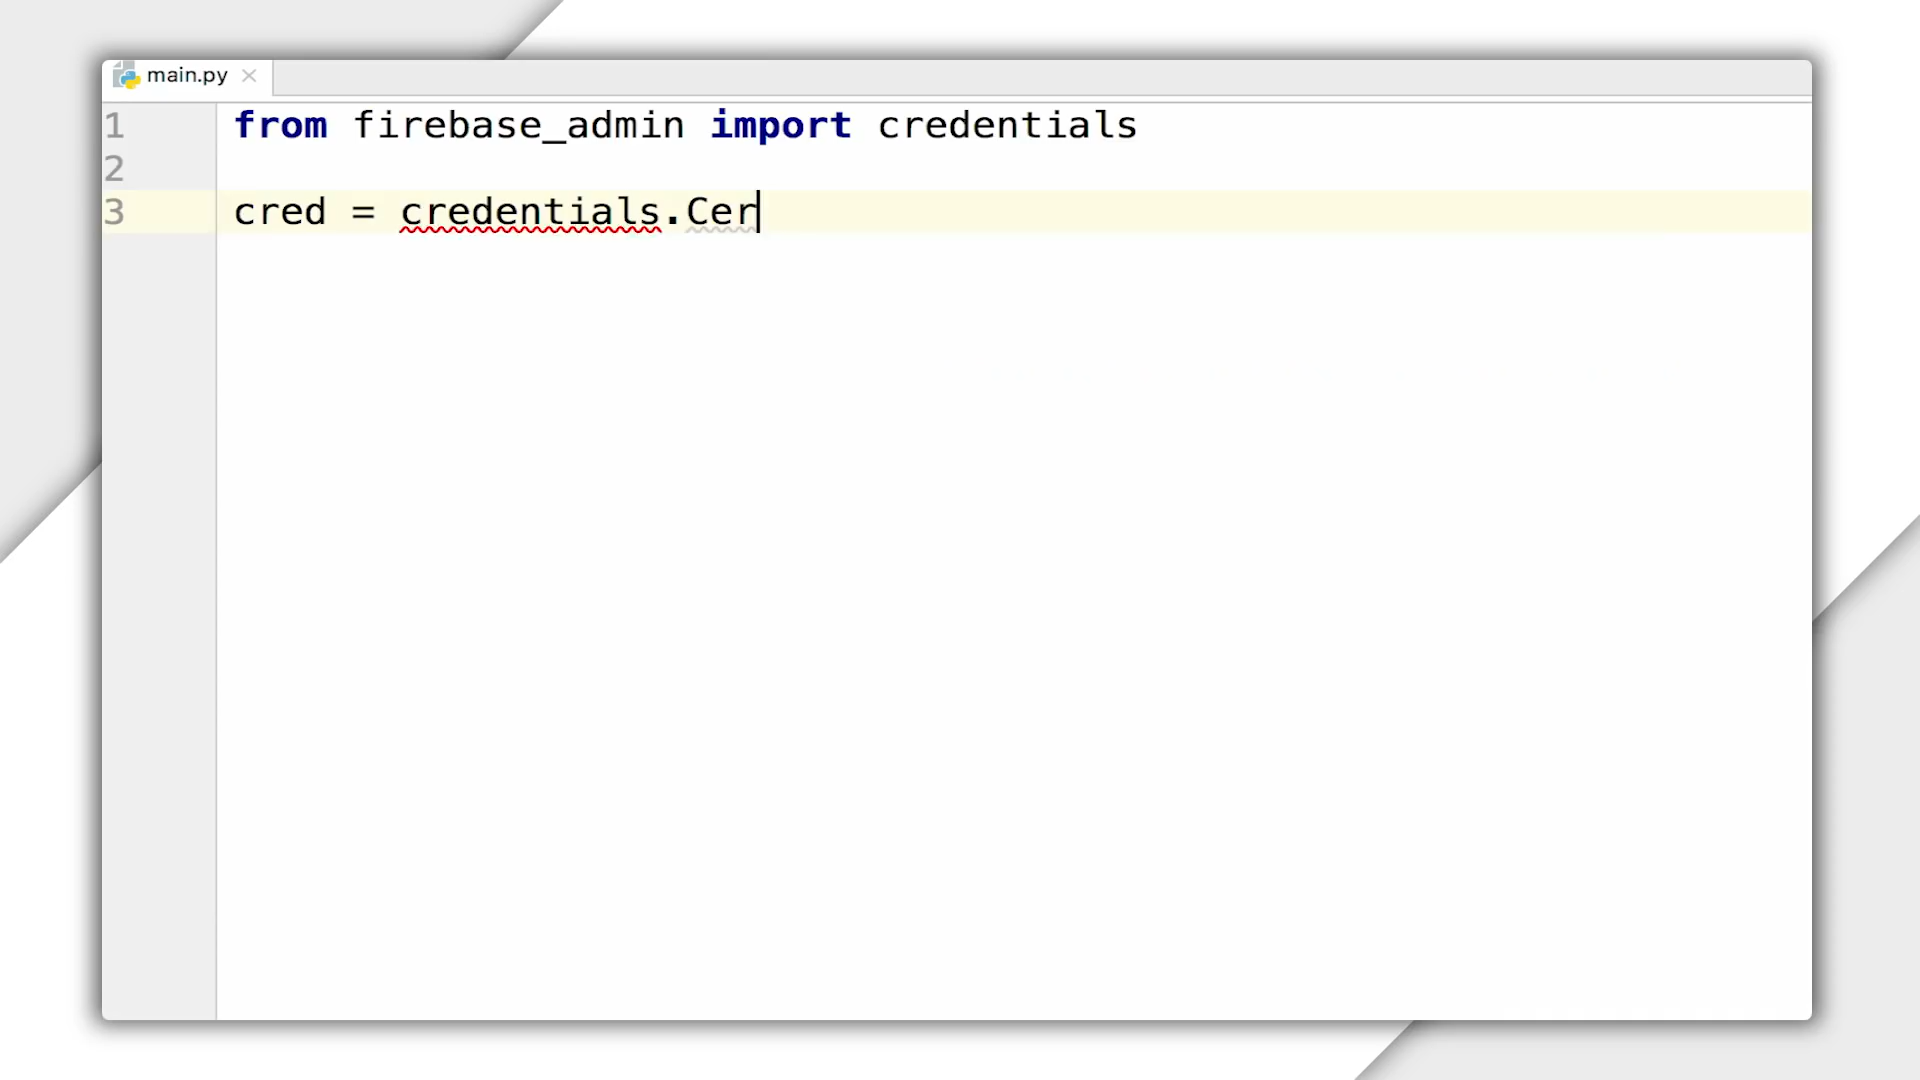 main.py
1 from firebase_admin import credentials
2
3 cred = credentials.Cer